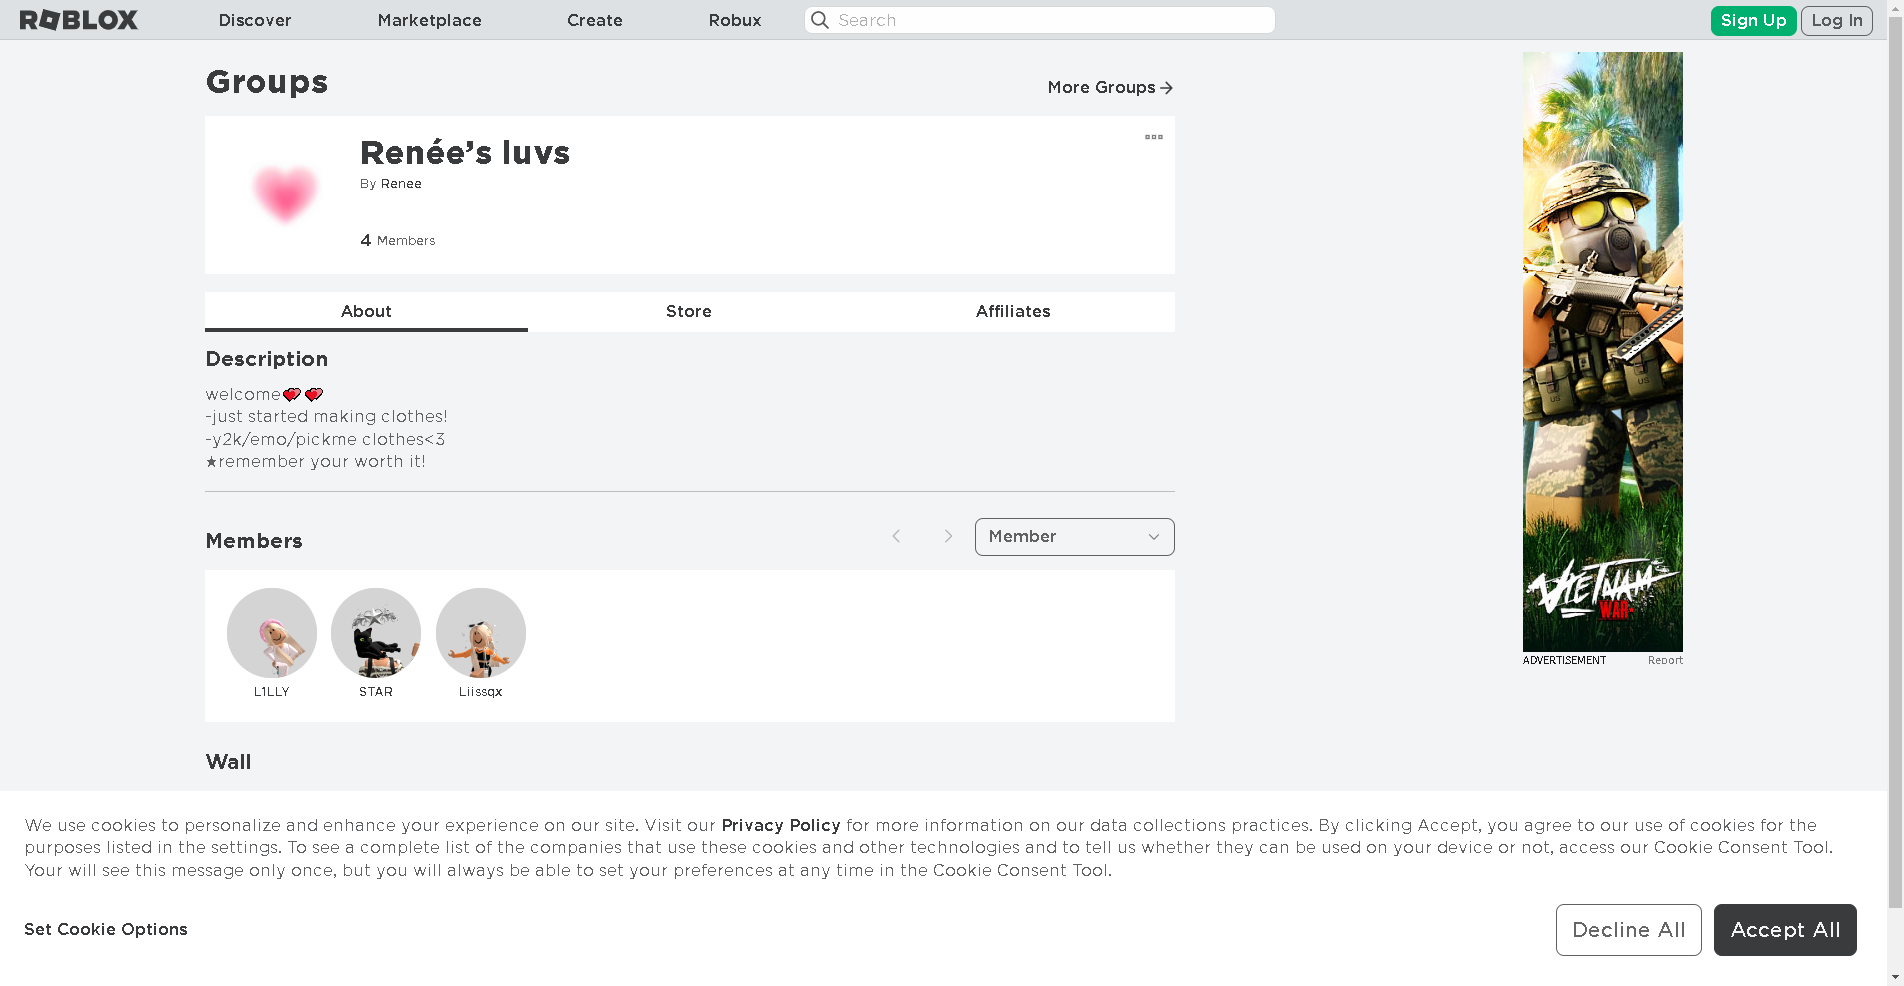 ROBLOX
Discover
Marketplace
Create
Robux
Search
Sign Up
Log In
Groups
More Groups
Renée’s luvs
By Renee
4 Members
About
Store
Affiliates
Description
welcome
-just started making clothes!
-y2k/emo/pickme clothes<3
★remember your worth it!
Members
Member
L1LLY
STAR
Liissqx
Wall
US
US
VIETNAM
WAR
ADVERTISEMENT
Report
We use cookies to personalize and enhance your experience on our site. Visit our Privacy Policy for more information on our data collections practices. By clicking Accept, you agree to our use of cookies for the
purposes listed in the settings. To see a complete list of the companies that use these cookies and other technologies and to tell us whether they can be used on your device or not, access our Cookie Consent Tool.
Your will see this message only once, but you will always be able to set your preferences at any time in the Cookie Consent Tool.
Set Cookie Options
Decline All
Accept All